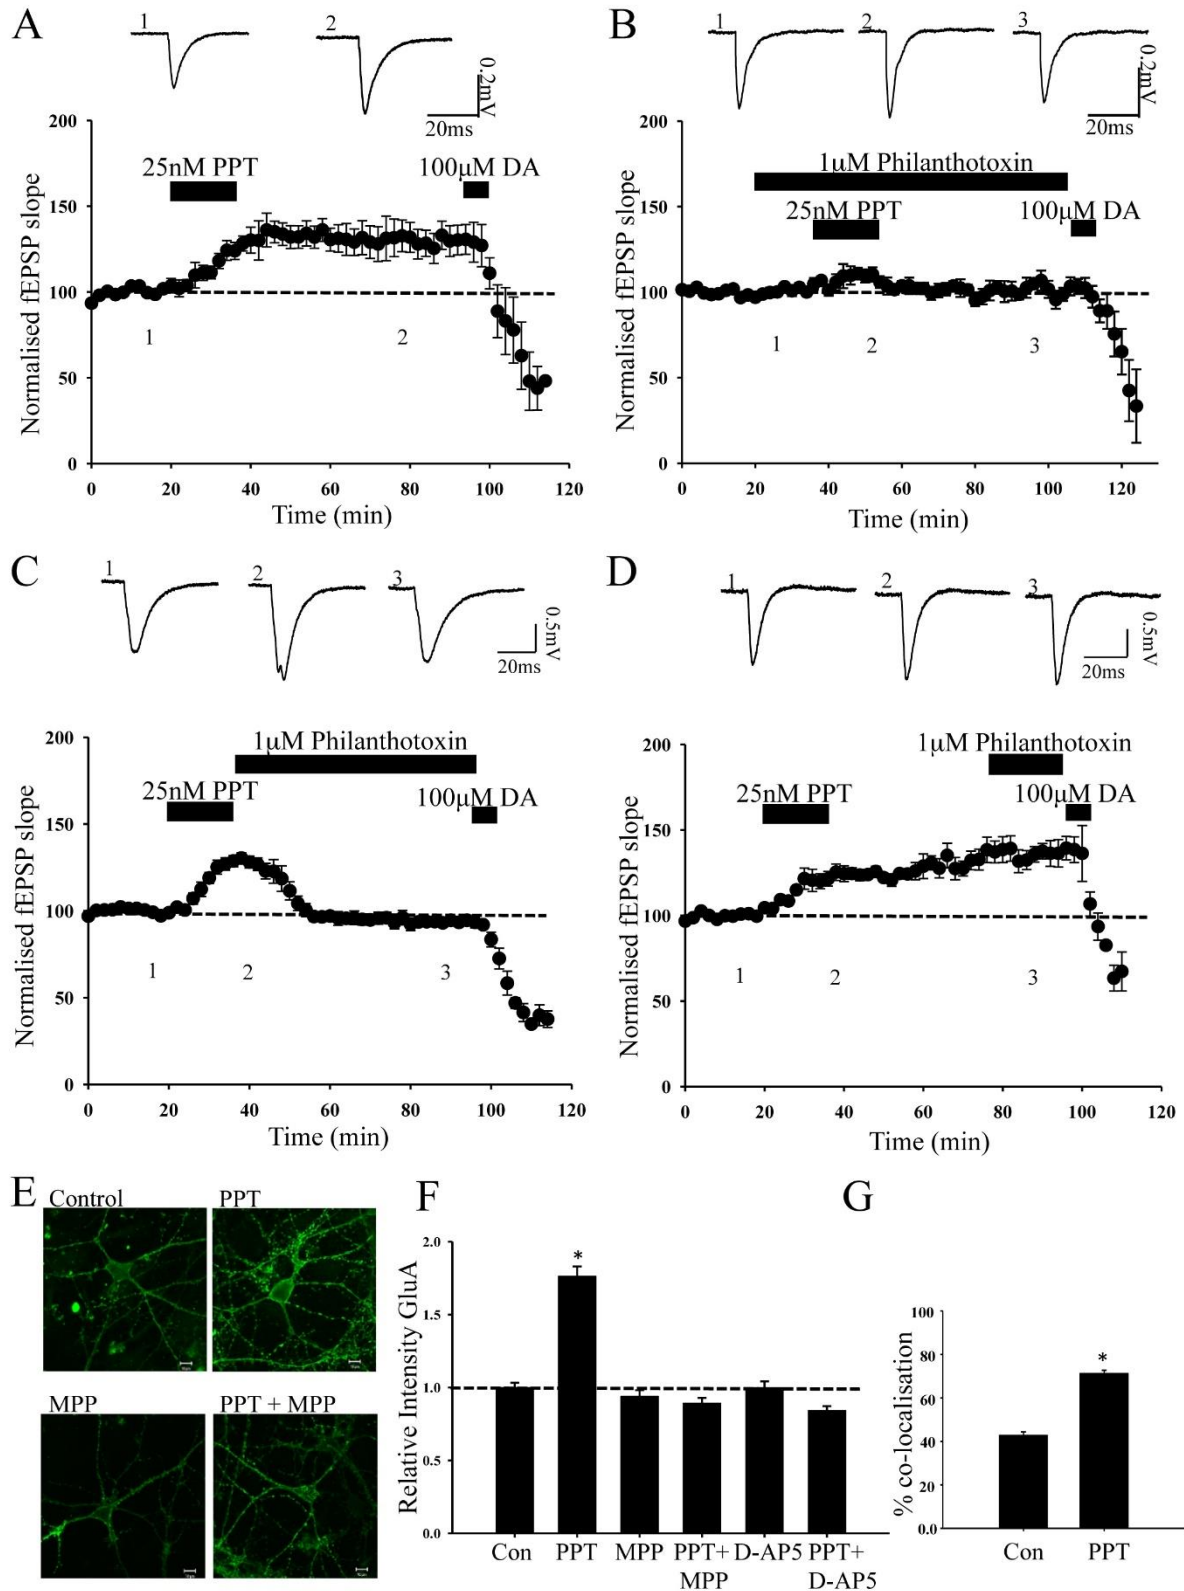 A
1
2
0.2mV
20ms
200
150
100
50
0
25nM PPT
100μM DA
1
2
Normalised fEPSP slope
0 20 40 60 80 100 120
Time (min)
B
1
2
3
0.2mV
20ms
200
150
100
50
0
1μM Philanthotoxin
25nM PPT
100μM DA
1
2
3
Normalised fEPSP slope
0 20 40 60 80 100 120
Time (min)
C
1
2
3
0.5mV
20ms
200
150
100
50
0
1μM Philanthotoxin
25nM PPT
100μM DA
1
2
3
Normalised fEPSP slope
0 20 40 60 80 100 120
Time (min)
D
1
2
3
0.5mV
20ms
200
150
100
50
0
1μM Philanthotoxin
25nM PPT
100μM DA
1
2
3
Normalised fEPSP slope
0 20 40 60 80 100 120
Time (min)
E
Control
PPT
MPP
PPT + MPP
F
Relative Intensity GluA
2.0
1.5
1.0
0.5
0.0
*
Con PPT MPP PPT+ D-AP5 PPT+
MPP D-AP5
G
% co-localisation
100
80
60
40
20
0.0
*
Con PPT